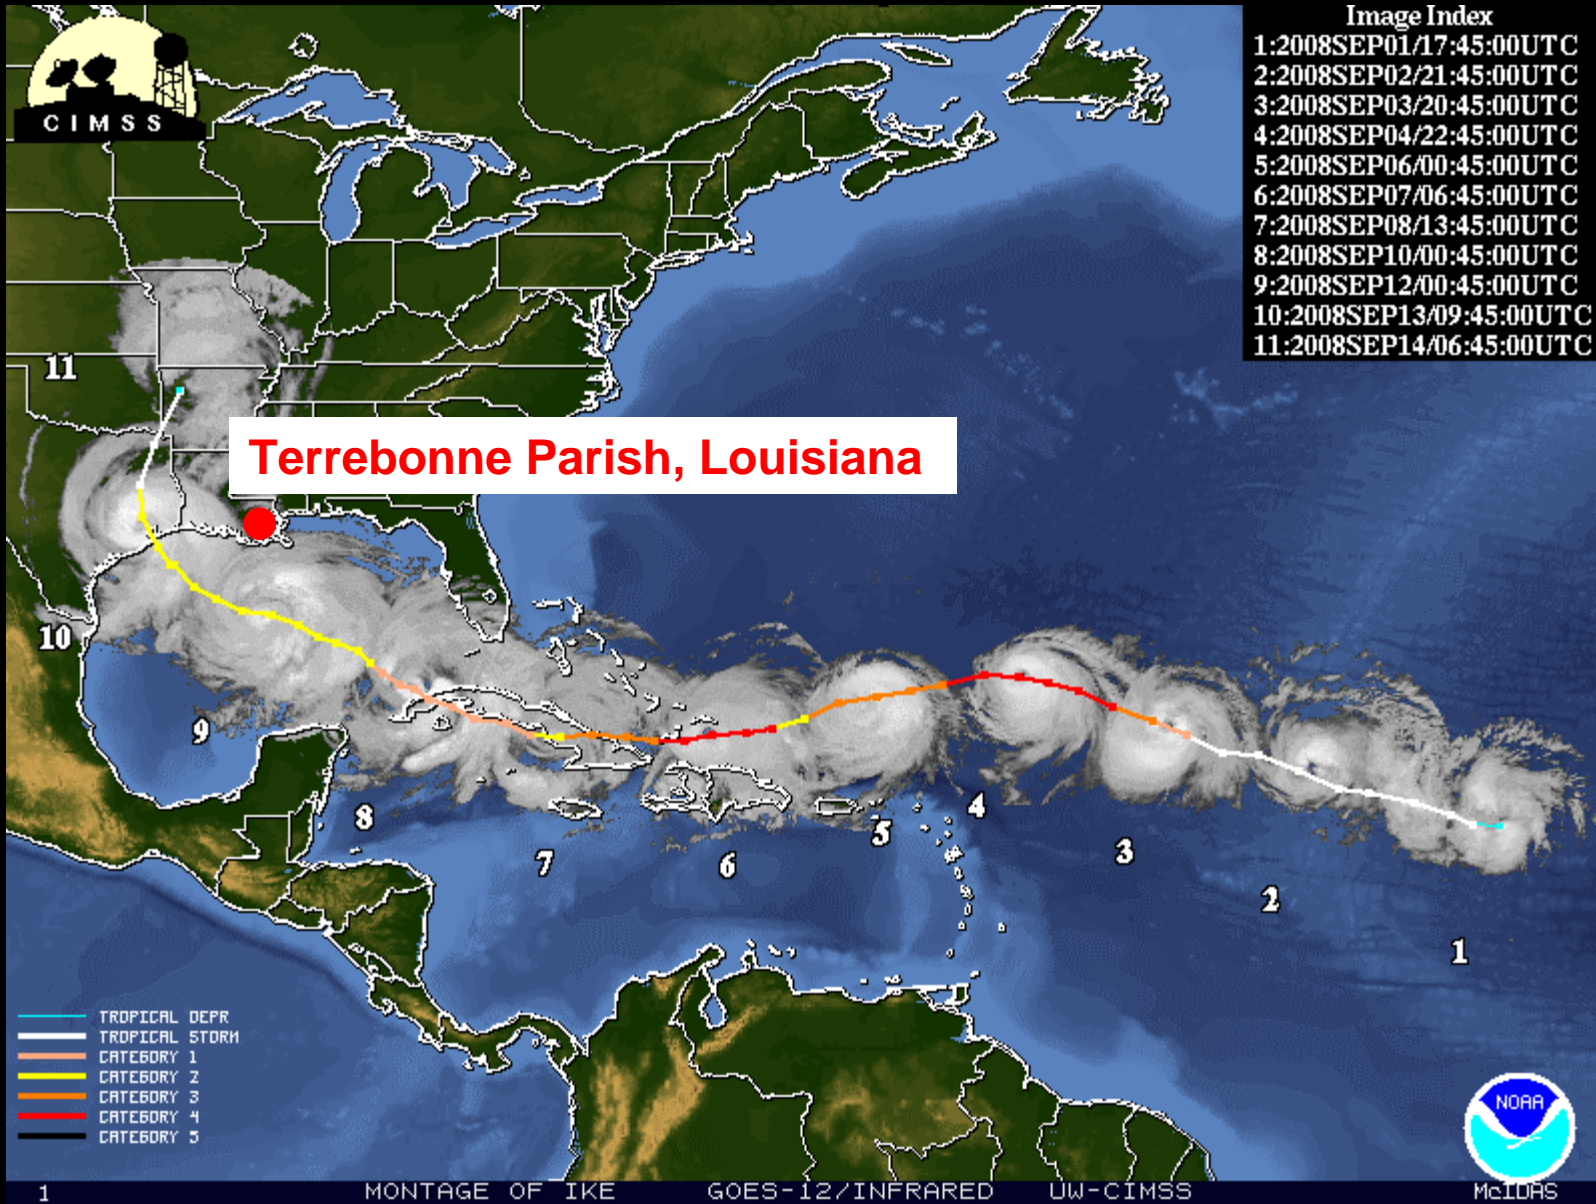 CIMSS
Image Index
1:2008SEP01/17:45:00UTC
2:2008SEP02/21:45:00UTC
3:2008SEP03/20:45:00UTC
4:2008SEP04/22:45:00UTC
5:2008SEP06/00:45:00UTC
6:2008SEP07/06:45:00UTC
7:2008SEP08/13:45:00UTC
8:2008SEP10/00:45:00UTC
9:2008SEP12/00:45:00UTC
10:2008SEP13/09:45:00UTC
11:2008SEP14/06:45:00UTC
11
Terrebonne Parish, Louisiana
10
9
8
7
6
5
4
3
2
1
TROPICAL DEPR
TROPICAL STORM
CATEGORY 1
CATEGORY 2
CATEGORY 3
CATEGORY 4
CATEGORY 5
NOAA
1 MONTAGE OF IKE GOES-12/INFRARED UW-CIMSS McIDAS